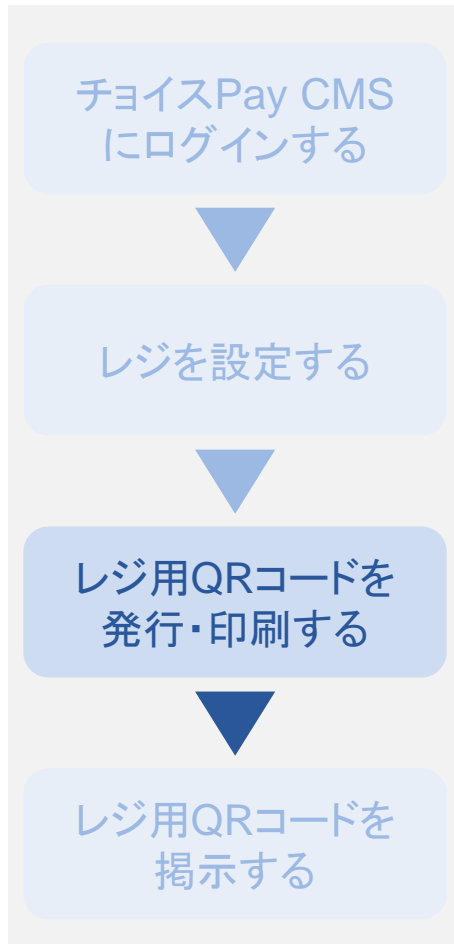 チョイスPay CMS
にログインする
レジを設定する
レジ用QRコードを
発行・印刷する
レジ用QRコードを
掲示する